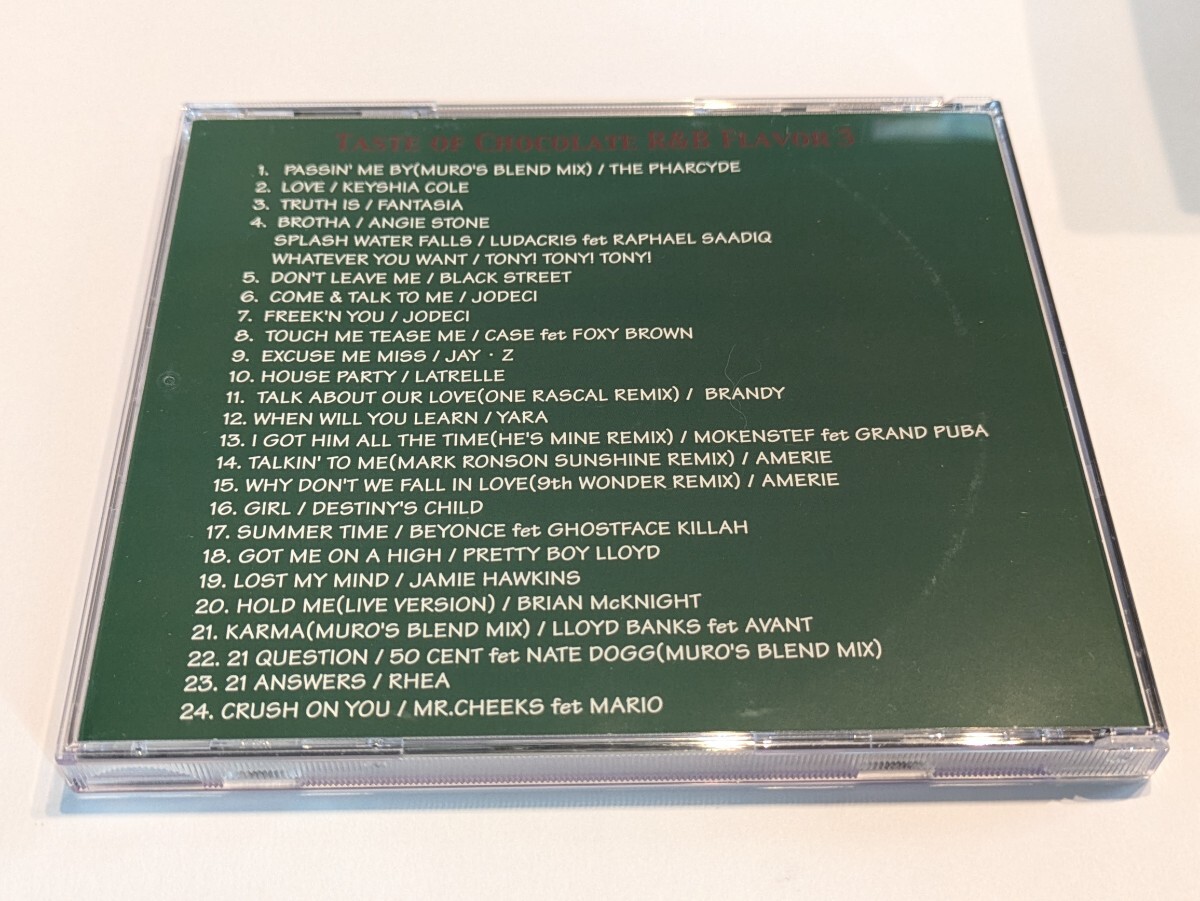 TASTE OF CHOCOLATE R&B FLAVOR 3
1. PASSIN' ME BY(MURO'S BLEND MIX) / THE PHARCYDE
2. LOVE / KEYSHIA COLE
3. TRUTH IS / FANTASIA
4. BROTHA / ANGIE STONE
SPLASH WATER FALLS / LUDACRIS fet RAPHAEL SAADIQ
WHATEVER YOU WANT / TONY! TONY! TONY!
5. DON'T LEAVE ME / BLACK STREET
6. COME & TALK TO ME / JODECI
7. FREEK'N YOU / JODECI
8. TOUCH ME TEASE ME / CASE fet FOXY BROWN
9. EXCUSE ME MISS / JAY・Z
10. HOUSE PARTY / LATRELLE
11. TALK ABOUT OUR LOVE(ONE RASCAL REMIX) / BRANDY
12. WHEN WILL YOU LEARN / YARA
13. I GOT HIM ALL THE TIME(HE'S MINE REMIX) / MOKENSTEF fet GRAND PUBA
14. TALKIN' TO ME(MARK RONSON SUNSHINE REMIX) / AMERIE
15. WHY DON'T WE FALL IN LOVE(9th WONDER REMIX) / AMERIE
16. GIRL / DESTINY'S CHILD
17. SUMMER TIME / BEYONCE fet GHOSTFACE KILLAH
18. GOT ME ON A HIGH / PRETTY BOY LLOYD
19. LOST MY MIND / JAMIE HAWKINS
20. HOLD ME(LIVE VERSION) / BRIAN McKNIGHT
21. KARMA(MURO'S BLEND MIX) / LLOYD BANKS fet AVANT
22. 21 QUESTION / 50 CENT fet NATE DOGG(MURO'S BLEND MIX)
23. 21 ANSWERS / RHEA
24. CRUSH ON YOU / MR.CHEEKS fet MARIO